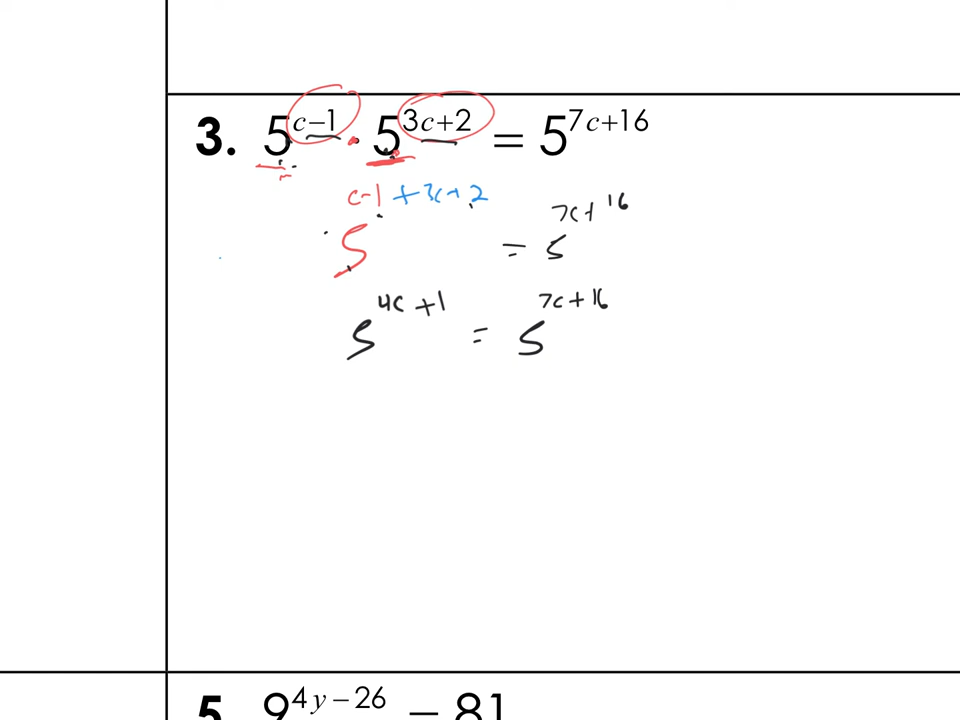 3. 5^{c−1} · 5^{3c+2} = 5^{7c+16}
5^{c-1 + 3c+2} = 5^{7c+16}
5^{4c+1} = 5^{7c+16}
5. 9^{4y−26} = 81